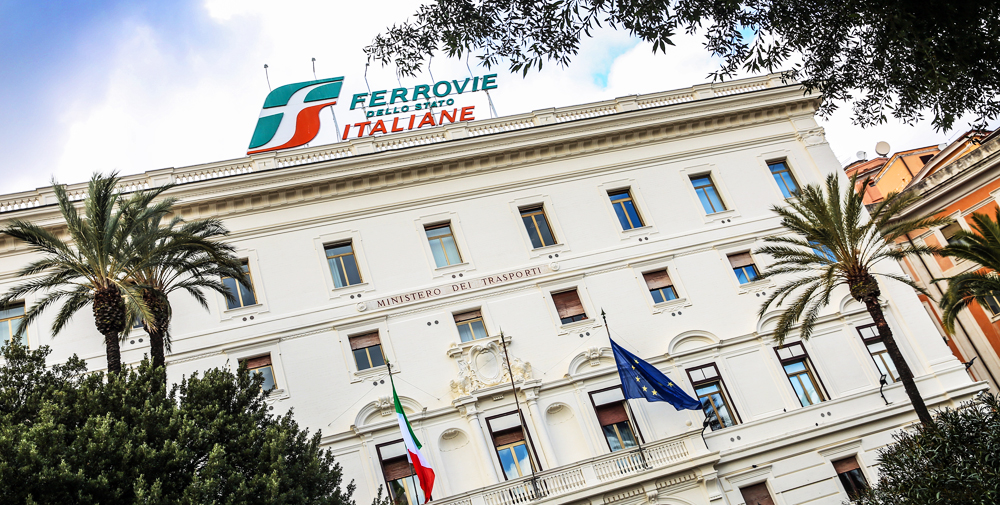 FERROVIE
DELLO STATO
ITALIANE
MINISTERO DEI TRASPORTI